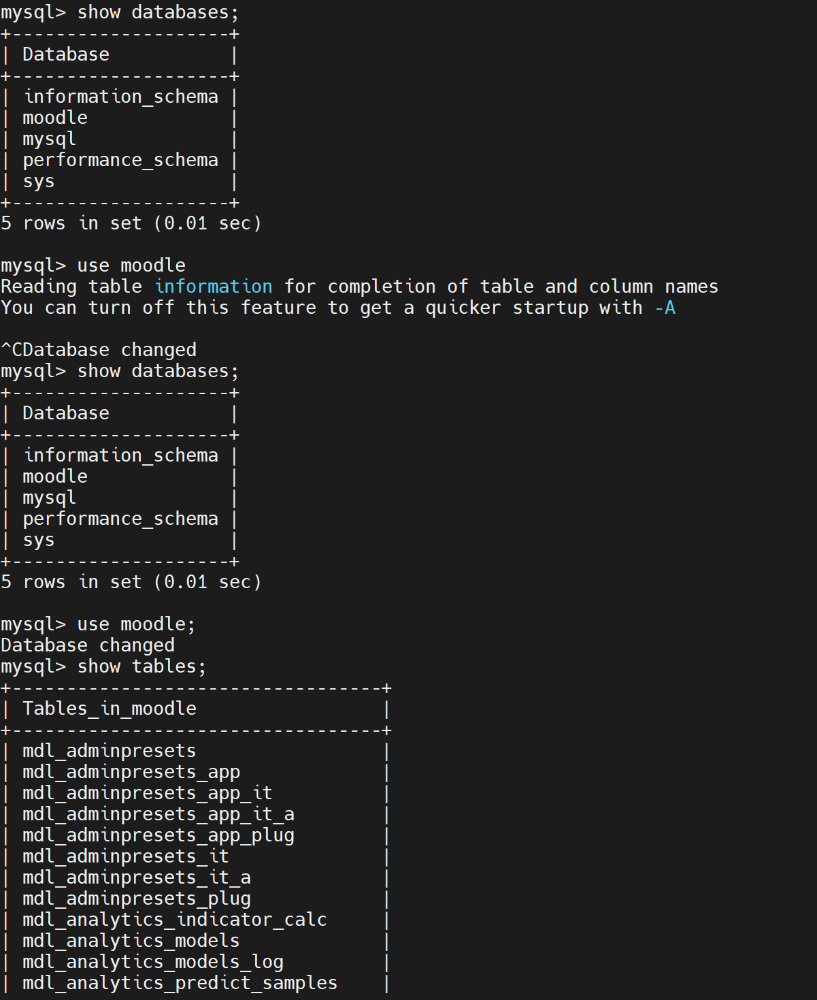 mysql> show databases;
+--------------------+
| Database           |
+--------------------+
| information_schema |
| moodle             |
| mysql              |
| performance_schema |
| sys                |
+--------------------+
5 rows in set (0.01 sec)

mysql> use moodle
Reading table information for completion of table and column names
You can turn off this feature to get a quicker startup with -A

^CDatabase changed
mysql> show databases;
+--------------------+
| Database           |
+--------------------+
| information_schema |
| moodle             |
| mysql              |
| performance_schema |
| sys                |
+--------------------+
5 rows in set (0.01 sec)

mysql> use moodle;
Database changed
mysql> show tables;
+----------------------------------+
| Tables_in_moodle                 |
+----------------------------------+
| mdl_adminpresets                 |
| mdl_adminpresets_app             |
| mdl_adminpresets_app_it          |
| mdl_adminpresets_app_it_a        |
| mdl_adminpresets_app_plug        |
| mdl_adminpresets_it              |
| mdl_adminpresets_it_a            |
| mdl_adminpresets_plug            |
| mdl_analytics_indicator_calc     |
| mdl_analytics_models             |
| mdl_analytics_models_log         |
| mdl_analytics_predict_samples    |